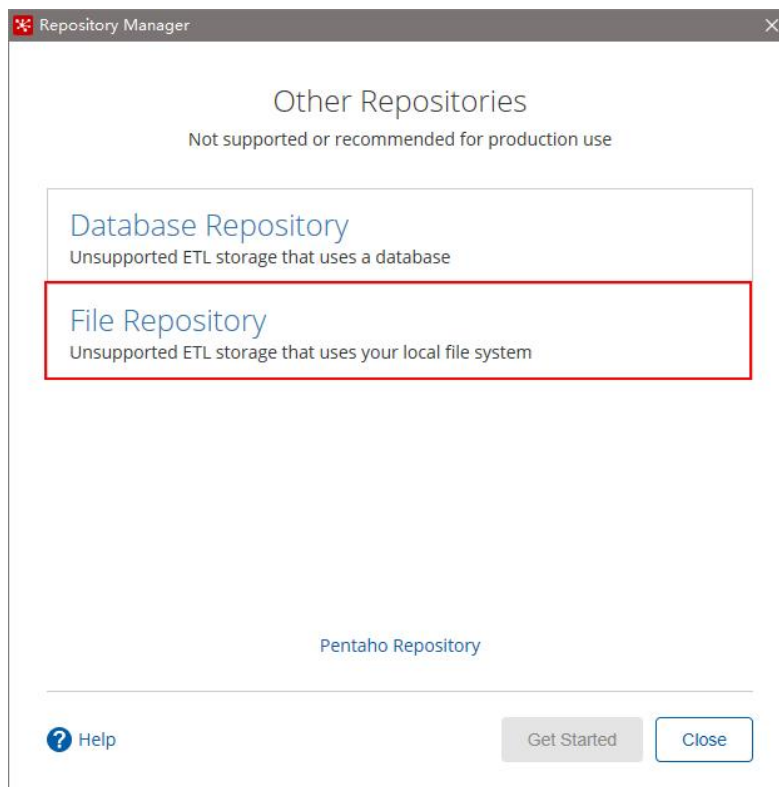 Repository Manager
Other Repositories
Not supported or recommended for production use
Database Repository
Unsupported ETL storage that uses a database
File Repository
Unsupported ETL storage that uses your local file system
Pentaho Repository
? Help
Get Started
Close